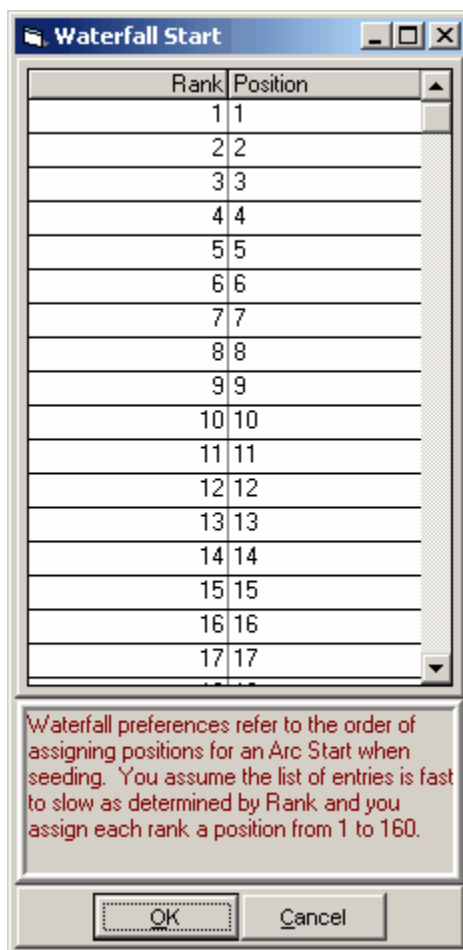 Waterfall Start
Rank Position
1 1
2 2
3 3
4 4
5 5
6 6
7 7
8 8
9 9
10 10
11 11
12 12
13 13
14 14
15 15
16 16
17 17
Waterfall preferences refer to the order of
assigning positions for an Arc Start when
seeding. You assume the list of entries is fast
to slow as determined by Rank and you
assign each rank a position from 1 to 160.
OK Cancel